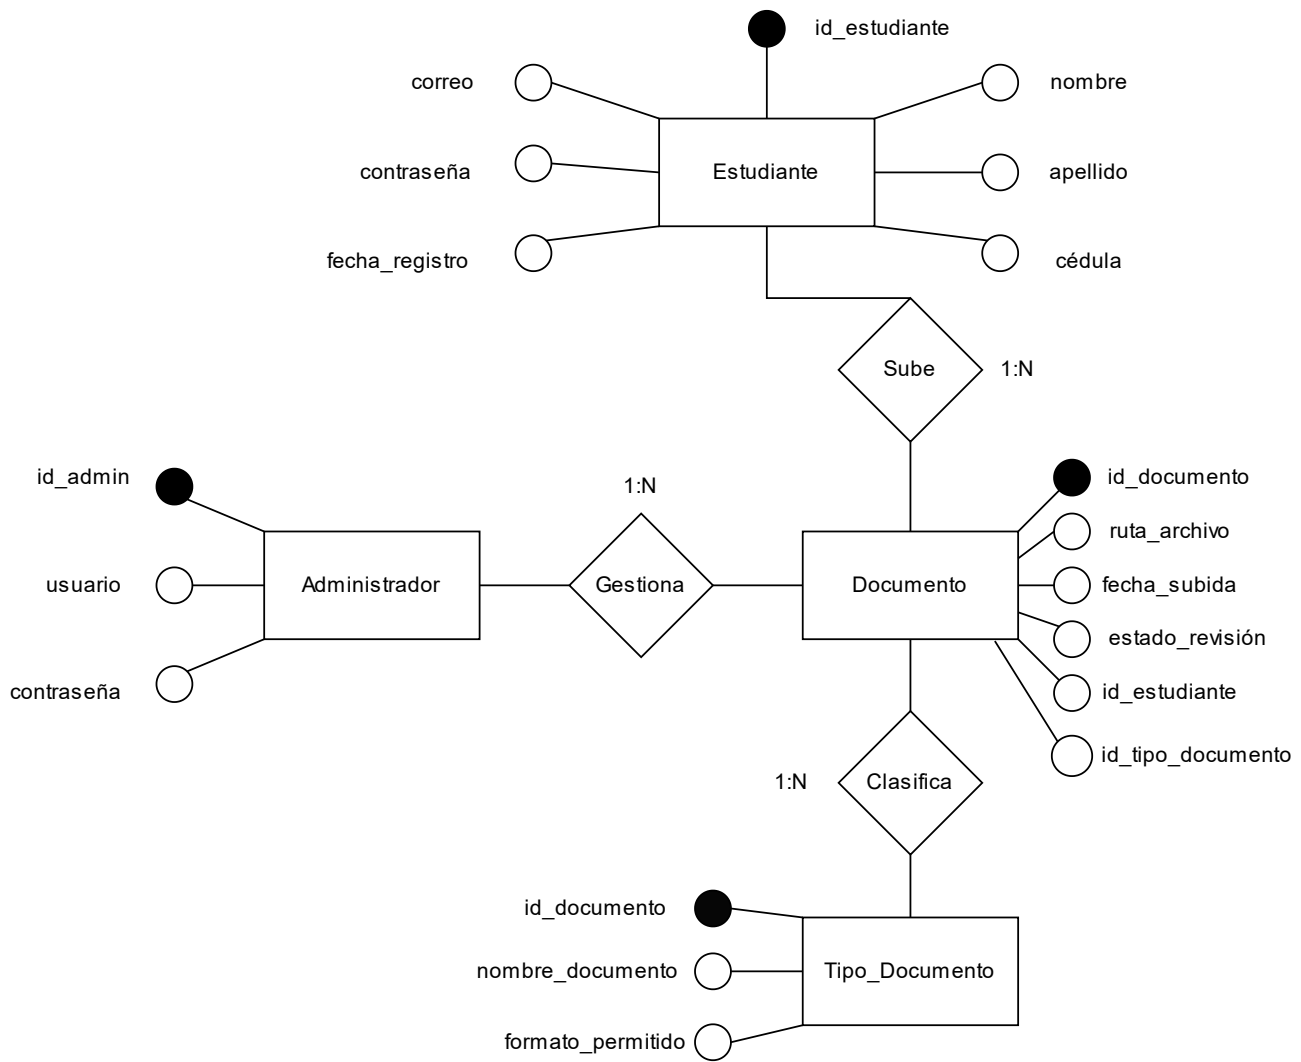 id_estudiante
correo
nombre
contraseña
Estudiante
apellido
fecha_registro
cédula
Sube
1:N
id_admin
1:N
id_documento
ruta_archivo
usuario
Administrador
Gestiona
Documento
fecha_subida
estado_revisión
contraseña
id_estudiante
id_tipo_documento
1:N
Clasifica
id_documento
nombre_documento
Tipo_Documento
formato_permitido